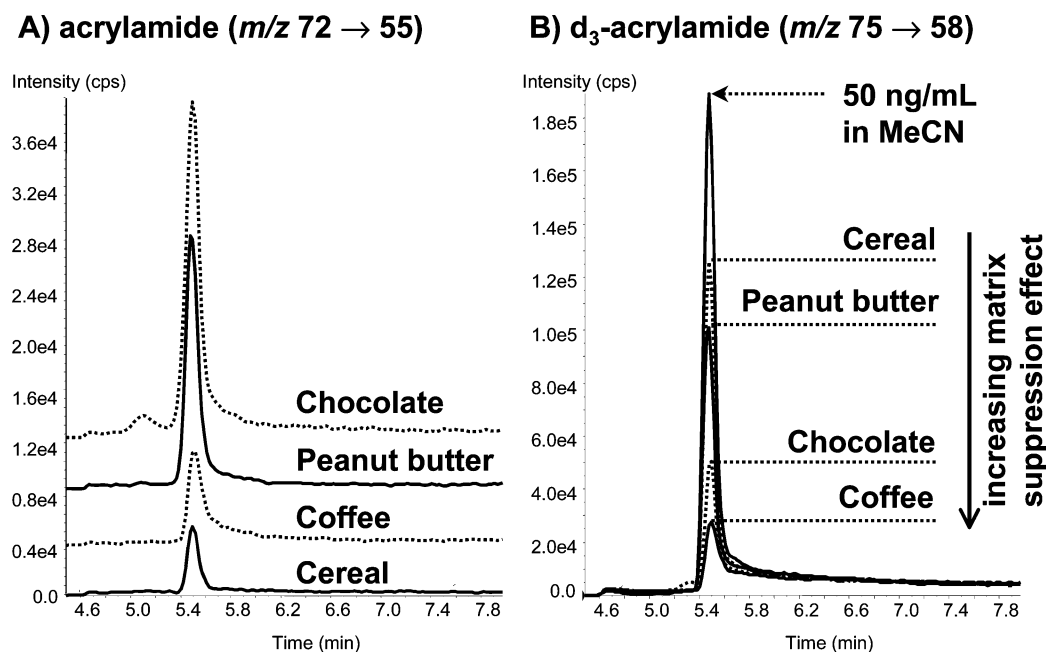 A) acrylamide (m/z 72 → 55)
Intensity (cps)
3.6e4
3.2e4
2.8e4
2.4e4
2.0e4
1.6e4
1.2e4
0.8e4
0.4e4
0.0
Chocolate
Peanut butter
Coffee
Cereal
4.6 5.0 5.4 5.8 6.2 6.6 7.0 7.4 7.8
Time (min)
B) d3-acrylamide (m/z 75 → 58)
Intensity (cps)
1.8e5
1.6e5
1.4e5
1.2e5
1.0e5
8.0e4
6.0e4
4.0e4
2.0e4
0.0
50 ng/mL
in MeCN
Cereal
Peanut butter
Chocolate
Coffee
increasing matrix
suppression effect
4.6 5.0 5.4 5.8 6.2 6.6 7.0 7.4 7.8
Time (min)